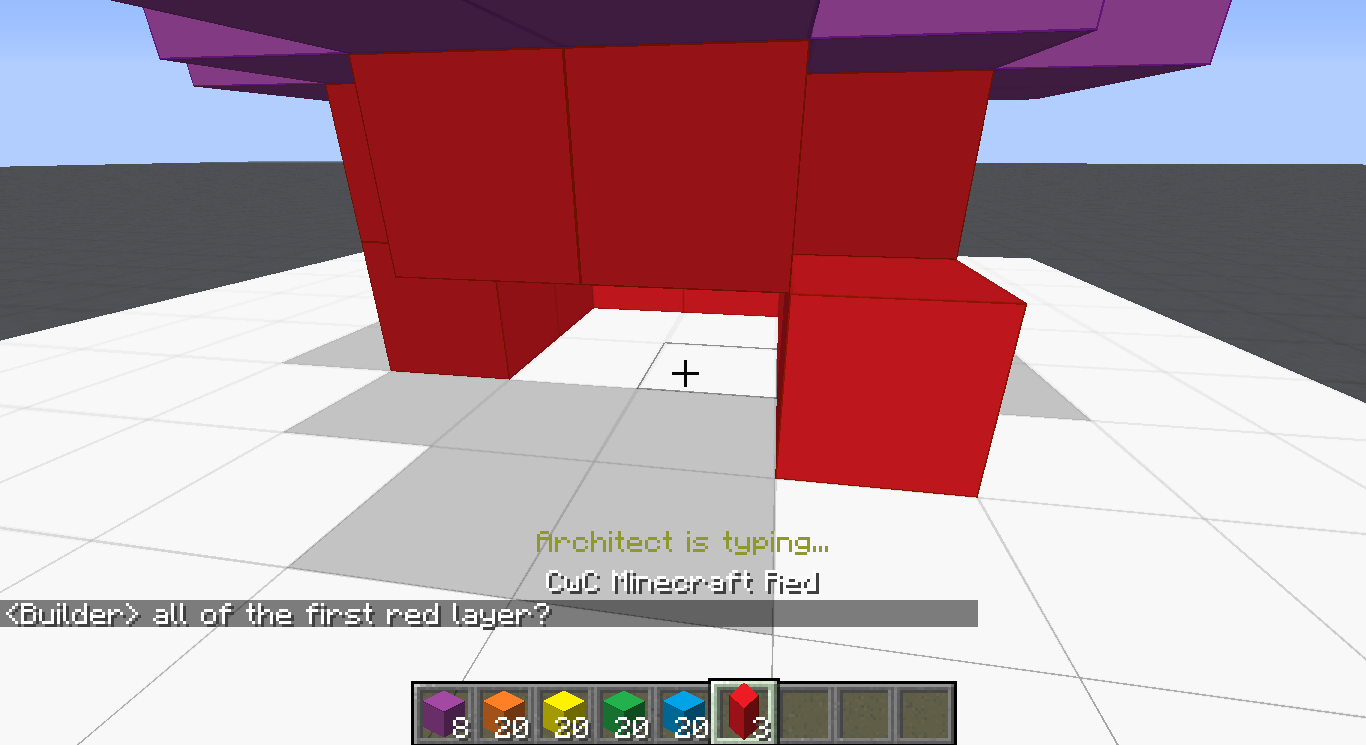 Architect is typing...
CwC Minecraft Red
<Builder> all of the first red layer?
8 20 20 20 20 3